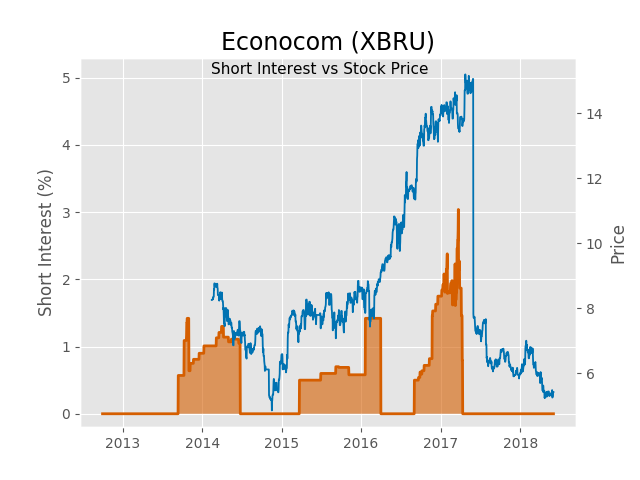 Econocom (XBRU)
Short Interest vs Stock Price
Short Interest (%)
Price
5
4
3
2
1
0
14
12
10
8
6
2013 2014 2015 2016 2017 2018